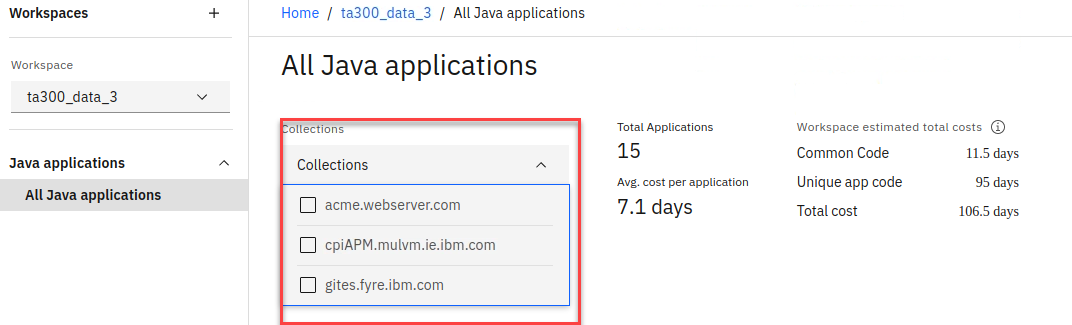 Workspaces
Workspace
ta300_data_3
Java applications
All Java applications
Home / ta300_data_3 / All Java applications
All Java applications
Collections
Collections
acme.webserver.com
cpiAPM.mulvm.ie.ibm.com
gites.fyre.ibm.com
Total Applications
15
Avg. cost per application
7.1 days
Workspace estimated total costs
Common Code 11.5 days
Unique app code 95 days
Total cost 106.5 days